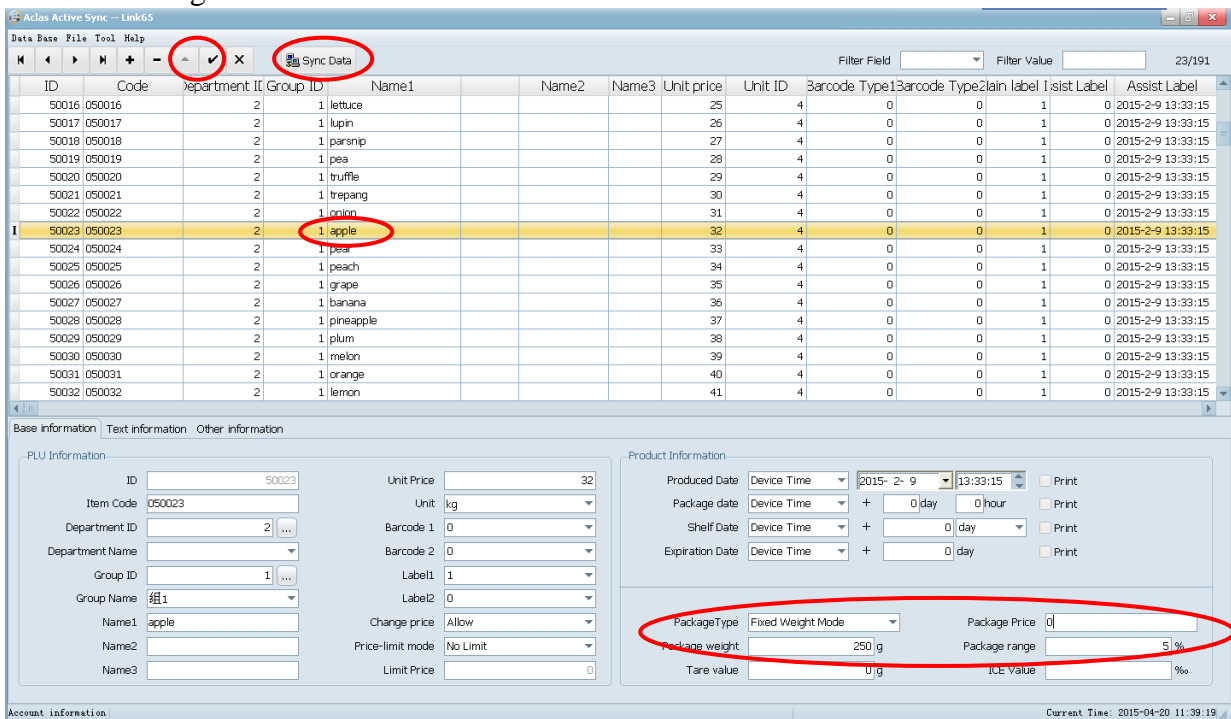 Aclas Active Sync -- Link65
Data Base File Tool Help
Sync Data Filter Field Filter Value 23/191
ID Code Department ID Group ID Name1 Name2 Name3 Unit price Unit ID Barcode Type1 Barcode Type2 lain label I sist Label Assist Label
50016 050016 2 1 lettuce 25 4 0 0 1 0 2015-2-9 13:33:15
50017 050017 2 1 lupin 26 4 0 0 1 0 2015-2-9 13:33:15
50018 050018 2 1 parsnip 27 4 0 0 1 0 2015-2-9 13:33:15
50019 050019 2 1 pea 28 4 0 0 1 0 2015-2-9 13:33:15
50020 050020 2 1 truffle 29 4 0 0 1 0 2015-2-9 13:33:15
50021 050021 2 1 trepang 30 4 0 0 1 0 2015-2-9 13:33:15
50022 050022 2 1 onion 31 4 0 0 1 0 2015-2-9 13:33:15
50023 050023 2 1 apple 32 4 0 0 1 0 2015-2-9 13:33:15
50024 050024 2 1 pear 33 4 0 0 1 0 2015-2-9 13:33:15
50025 050025 2 1 peach 34 4 0 0 1 0 2015-2-9 13:33:15
50026 050026 2 1 grape 35 4 0 0 1 0 2015-2-9 13:33:15
50027 050027 2 1 banana 36 4 0 0 1 0 2015-2-9 13:33:15
50028 050028 2 1 pineapple 37 4 0 0 1 0 2015-2-9 13:33:15
50029 050029 2 1 plum 38 4 0 0 1 0 2015-2-9 13:33:15
50030 050030 2 1 melon 39 4 0 0 1 0 2015-2-9 13:33:15
50031 050031 2 1 orange 40 4 0 0 1 0 2015-2-9 13:33:15
50032 050032 2 1 lemon 41 4 0 0 1 0 2015-2-9 13:33:15
Base information Text information Other information
PLU Information Product Information
ID 50023 Unit Price 32 Produced Date Device Time 2015- 2- 9 13:33:15 Print
Item Code 050023 Unit kg Package date Device Time + 0 day 0 hour Print
Department ID 2 ... Barcode 1 0 Shelf Date Device Time + 0 day Print
Department Name Barcode 2 0 Expiration Date Device Time + 0 day Print
Group ID 1 ... Label1 1
Group Name 组1 Label2 0
Name1 apple Change price Allow PackageType Fixed Weight Mode Package Price 0
Name2 Price-limit mode No Limit Package weight 250 g Package range 5 %
Name3 Limit Price 0 Tare value 0 g ICE Value ‰
Account information Current Time: 2015-04-20 11:39:19